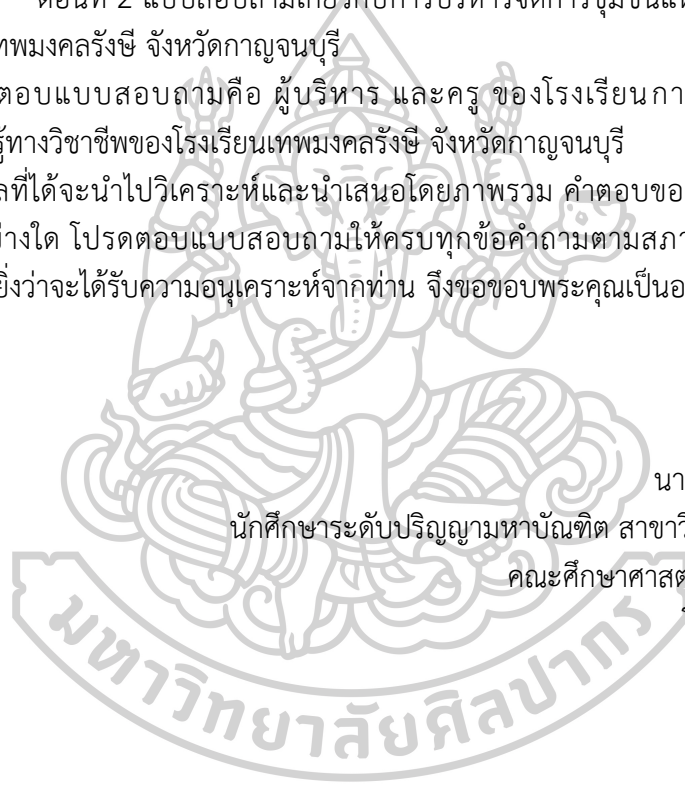 ตอนที่ 2 แบบสอบถามเกี่ยวกับการบริหารจัดการชุมชนแห
ทพมงคลรังษี จังหวัดกาญจนบุรี
ตอบแบบสอบถามคือ ผู้บริหาร และครู ของโรงเรียนกา
รู้ทางวิชาชีพของโรงเรียนเทพมงคลรังษี จังหวัดกาญจนบุรี
ลที่ได้จะนำไปวิเคราะห์และนำเสนอโดยภาพรวม คำตอบขอ
ย่างใด โปรดตอบแบบสอบถามให้ครบทุกข้อคำถามตามสภา
ยิ่งว่าจะได้รับความอนุเคราะห์จากท่าน จึงขอขอบพระคุณเป็นอ
นา
นักศึกษาระดับปริญญามหาบัณฑิต สาขาวิ
คณะศึกษาศาสต
มหาวิทยาลัยศิลปากร